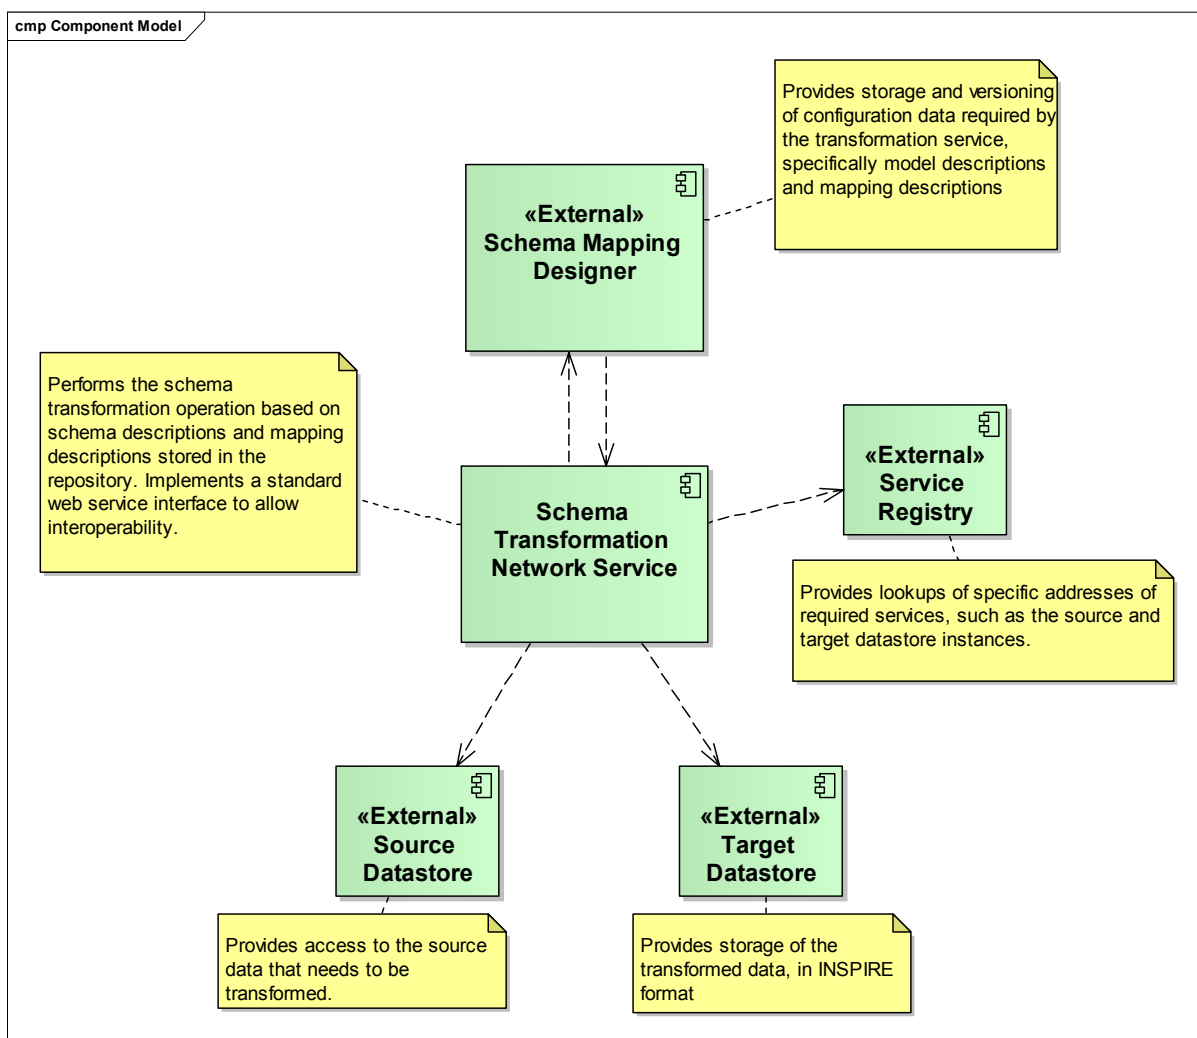 cmp Component Model
Provides storage and versioning
of configuration data required by
the transformation service,
specifically model descriptions
and mapping descriptions
«External»
Schema Mapping
Designer
Performs the schema
transformation operation based on
schema descriptions and mapping
descriptions stored in the
repository. Implements a standard
web service interface to allow
interoperability.
«External»
Service
Registry
Schema
Transformation
Network Service
Provides lookups of specific addresses of
required services, such as the source and
target datastore instances.
«External»
Source
Datastore
«External»
Target
Datastore
Provides access to the source
data that needs to be
transformed.
Provides storage of the
transformed data, in INSPIRE
format